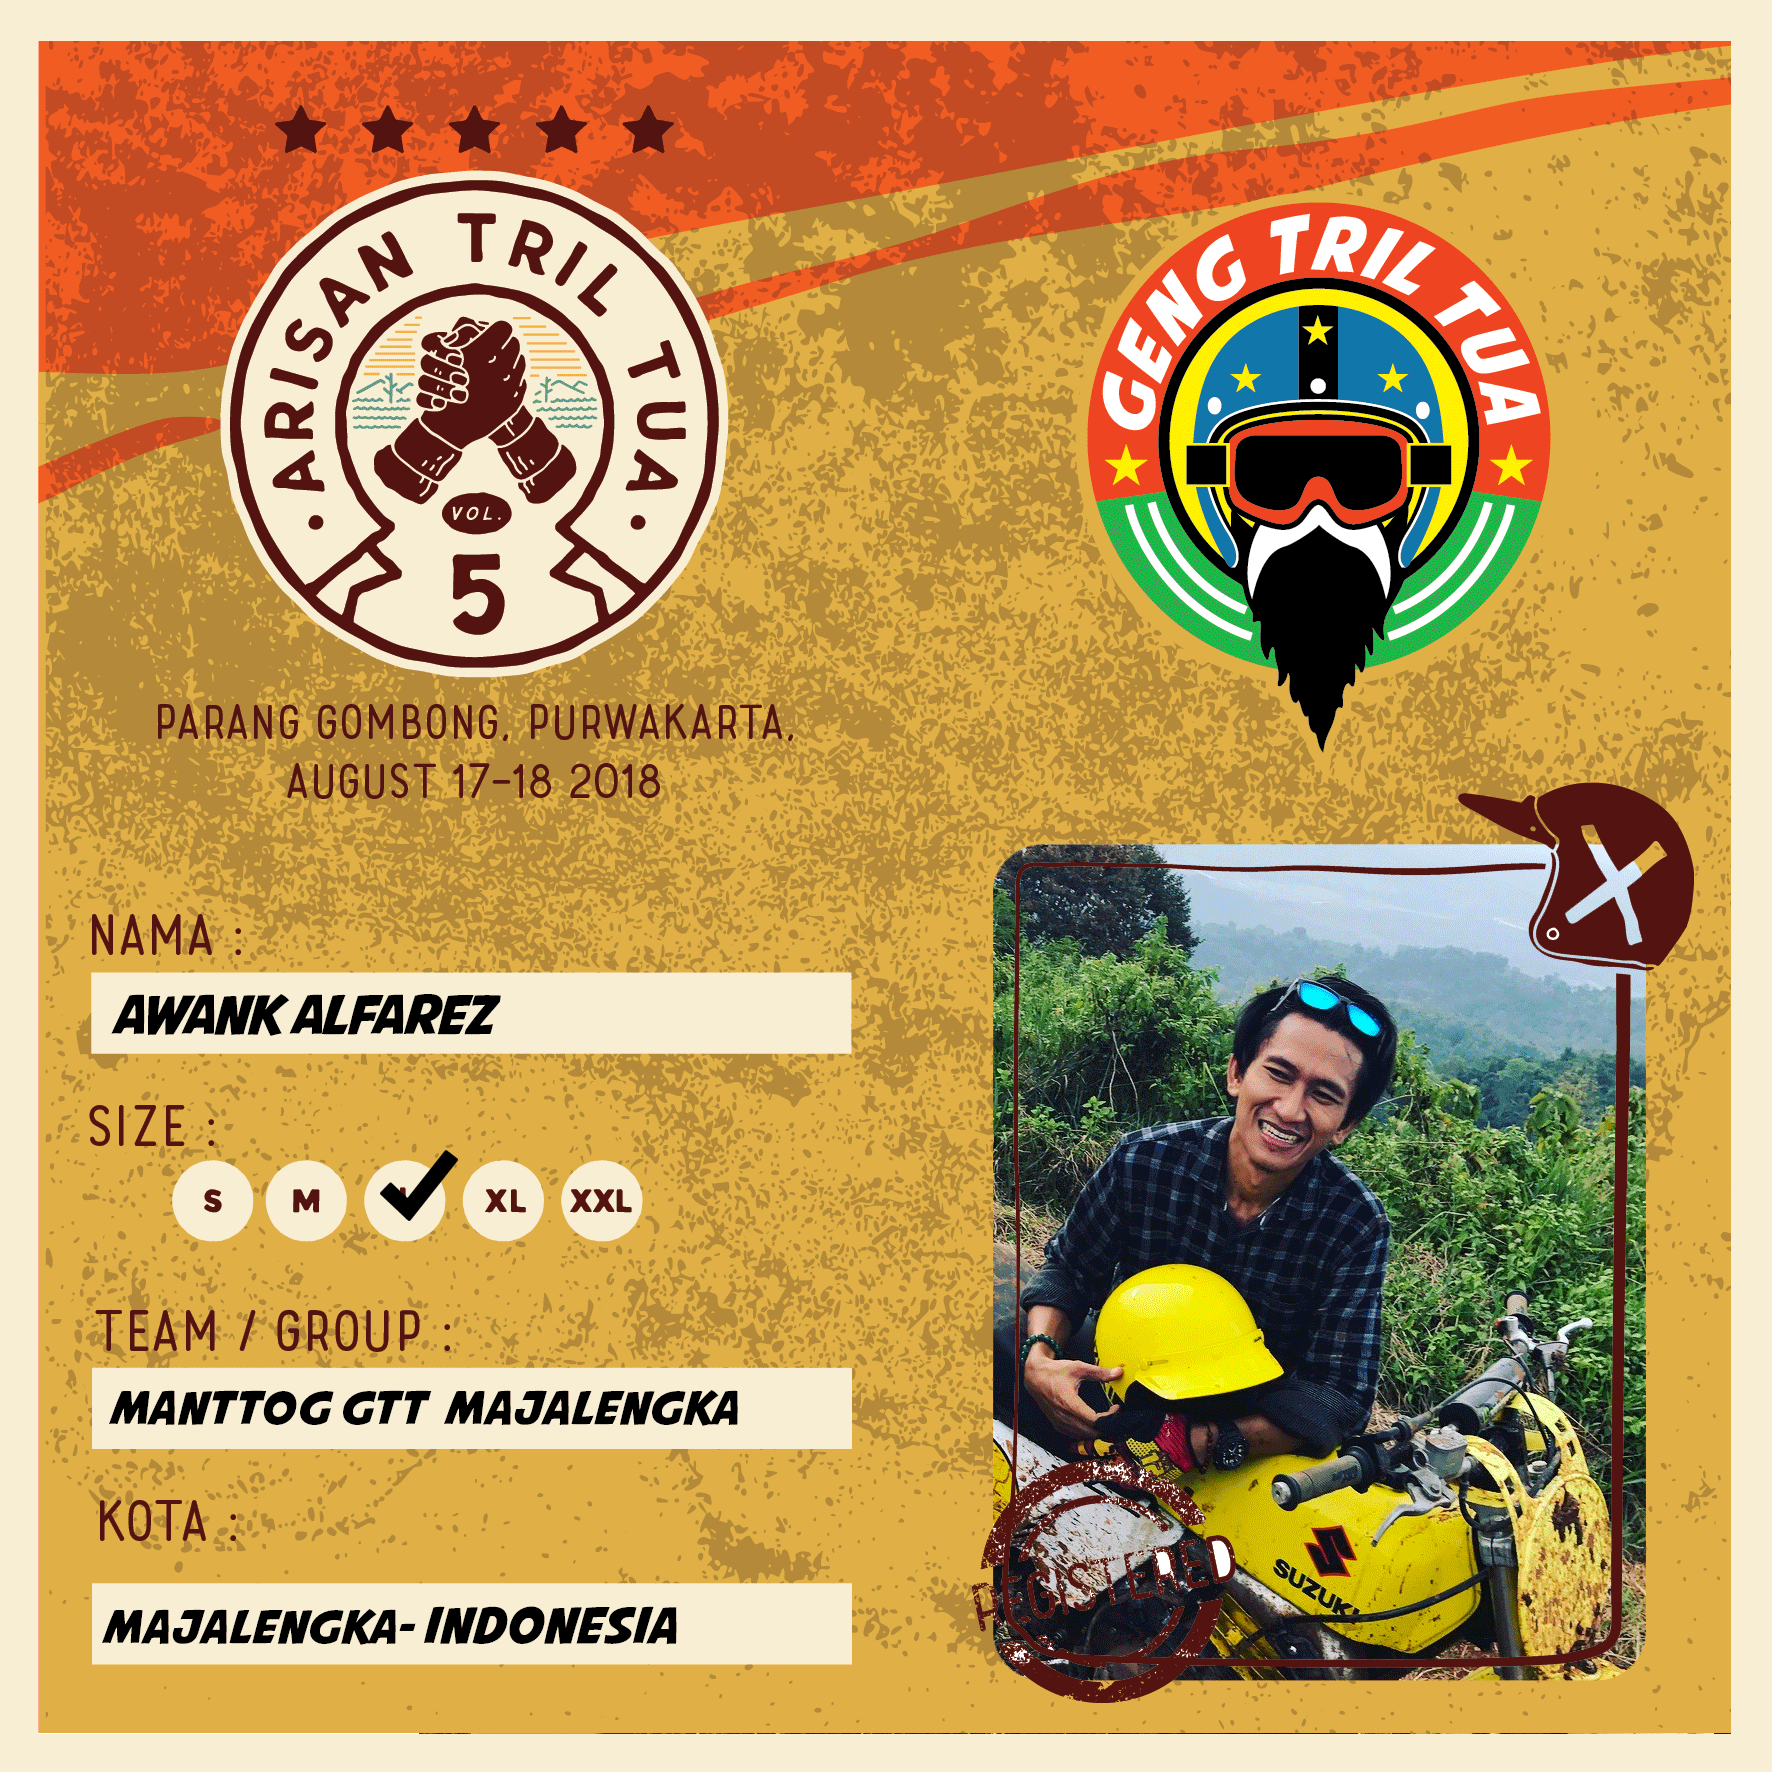 ARISAN TRIL TUA
VOL.
5
GENG TRIL TUA
PARANG GOMBONG, PURWAKARTA,
AUGUST 17-18 2018
NAMA :
AWANK ALFAREZ
SIZE :
S M L XL XXL
TEAM / GROUP :
MANTTOG GTT MAJALENGKA
KOTA :
MAJALENGKA- INDONESIA
REGISTERED
SUZUKI